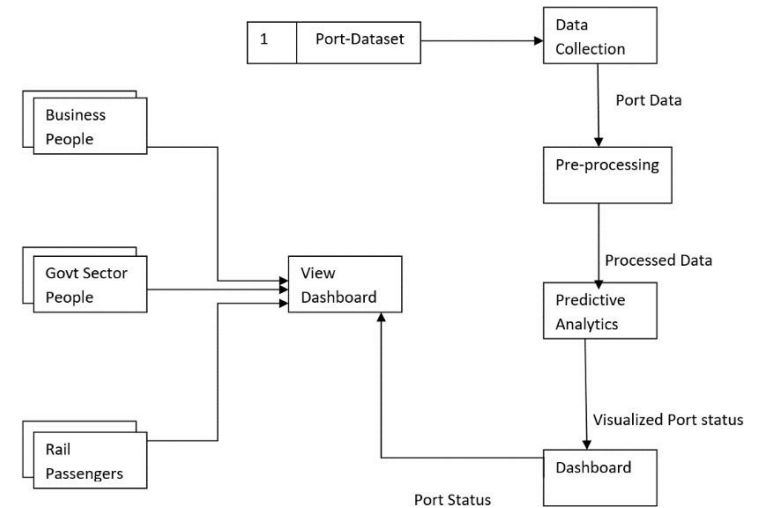 1 Port-Dataset
Data
Collection
Port Data
Business
People
Pre-processing
Processed Data
Govt Sector
People
View
Dashboard
Predictive
Analytics
Visualized Port status
Rail
Passengers
Dashboard
Port Status